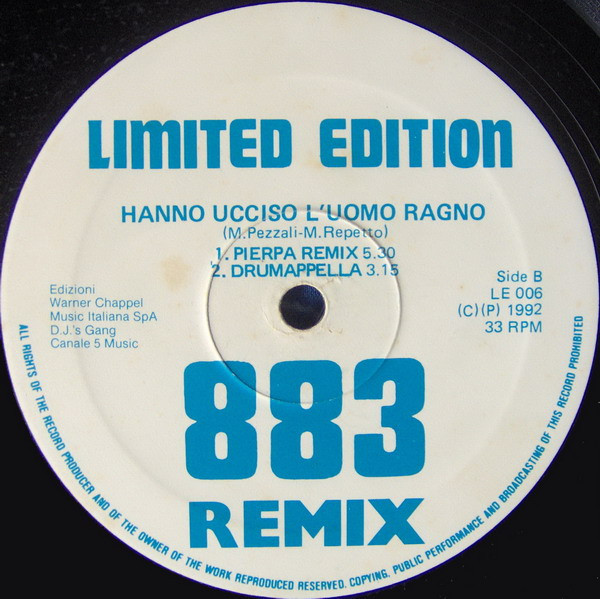 LIMITED EDITION
HANNO UCCISO L'UOMO RAGNO
(M.Pezzali-M.Repetto)
1. PIERPA REMIX 5.30
2. DRUMAPPELLA 3.15
Edizioni
Warner Chappel
Music Italiana SpA
D.J.'s Gang
Canale 5 Music
Side B
LE 006
(C)(P) 1992
33 RPM
883
REMIX
ALL RIGHTS OF THE RECORD PRODUCER AND OF THE OWNER OF THE WORK REPRODUCED RESERVED. COPYING, PUBLIC PERFORMANCE AND BROADCASTING OF THIS RECORD PROHIBITED